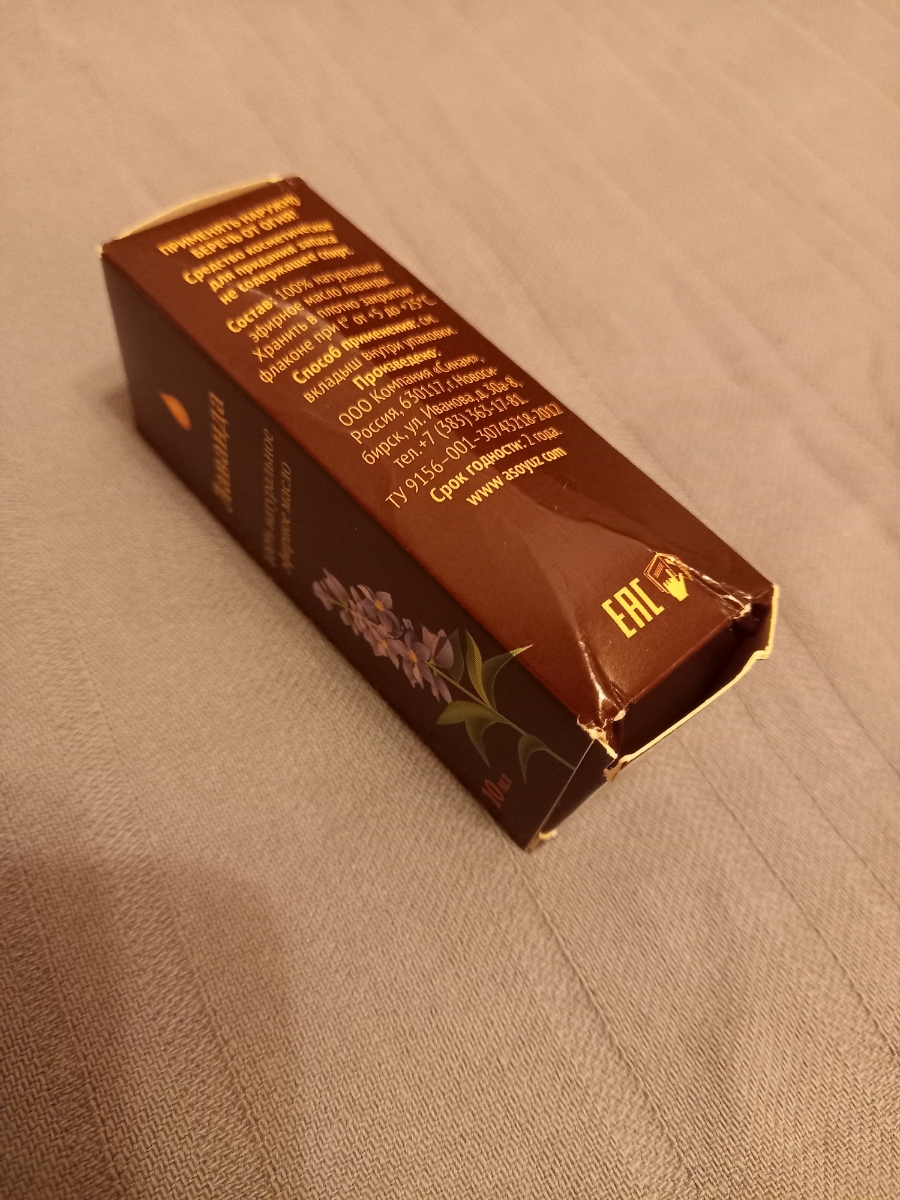 ПРИМЕНЯТЬ НАРУЖНО
БЕРЕЧЬ ОТ ОГНЯ!
Средство косметическое
для придания запаха
не содержащее спирт.
Состав: 100% натуральное
эфирное масло лаванды.
Хранить в плотно закрытом
флаконе при t° от +5 до +25°C
Способ применения: см.
вкладыш внутри упаковки.
Произведено:
ООО Компания «Синам»,
Россия, 630117, г. Новоси-
бирск, ул. Иванова, д. 30а-8,
тел.+7 (383) 363-17-81.
ТУ 9156–001–30743218-2012
Срок годности: 2 года.
www.asoyuz.com
EAC
Лаванда
100% натуральное
эфирное масло
10 мл